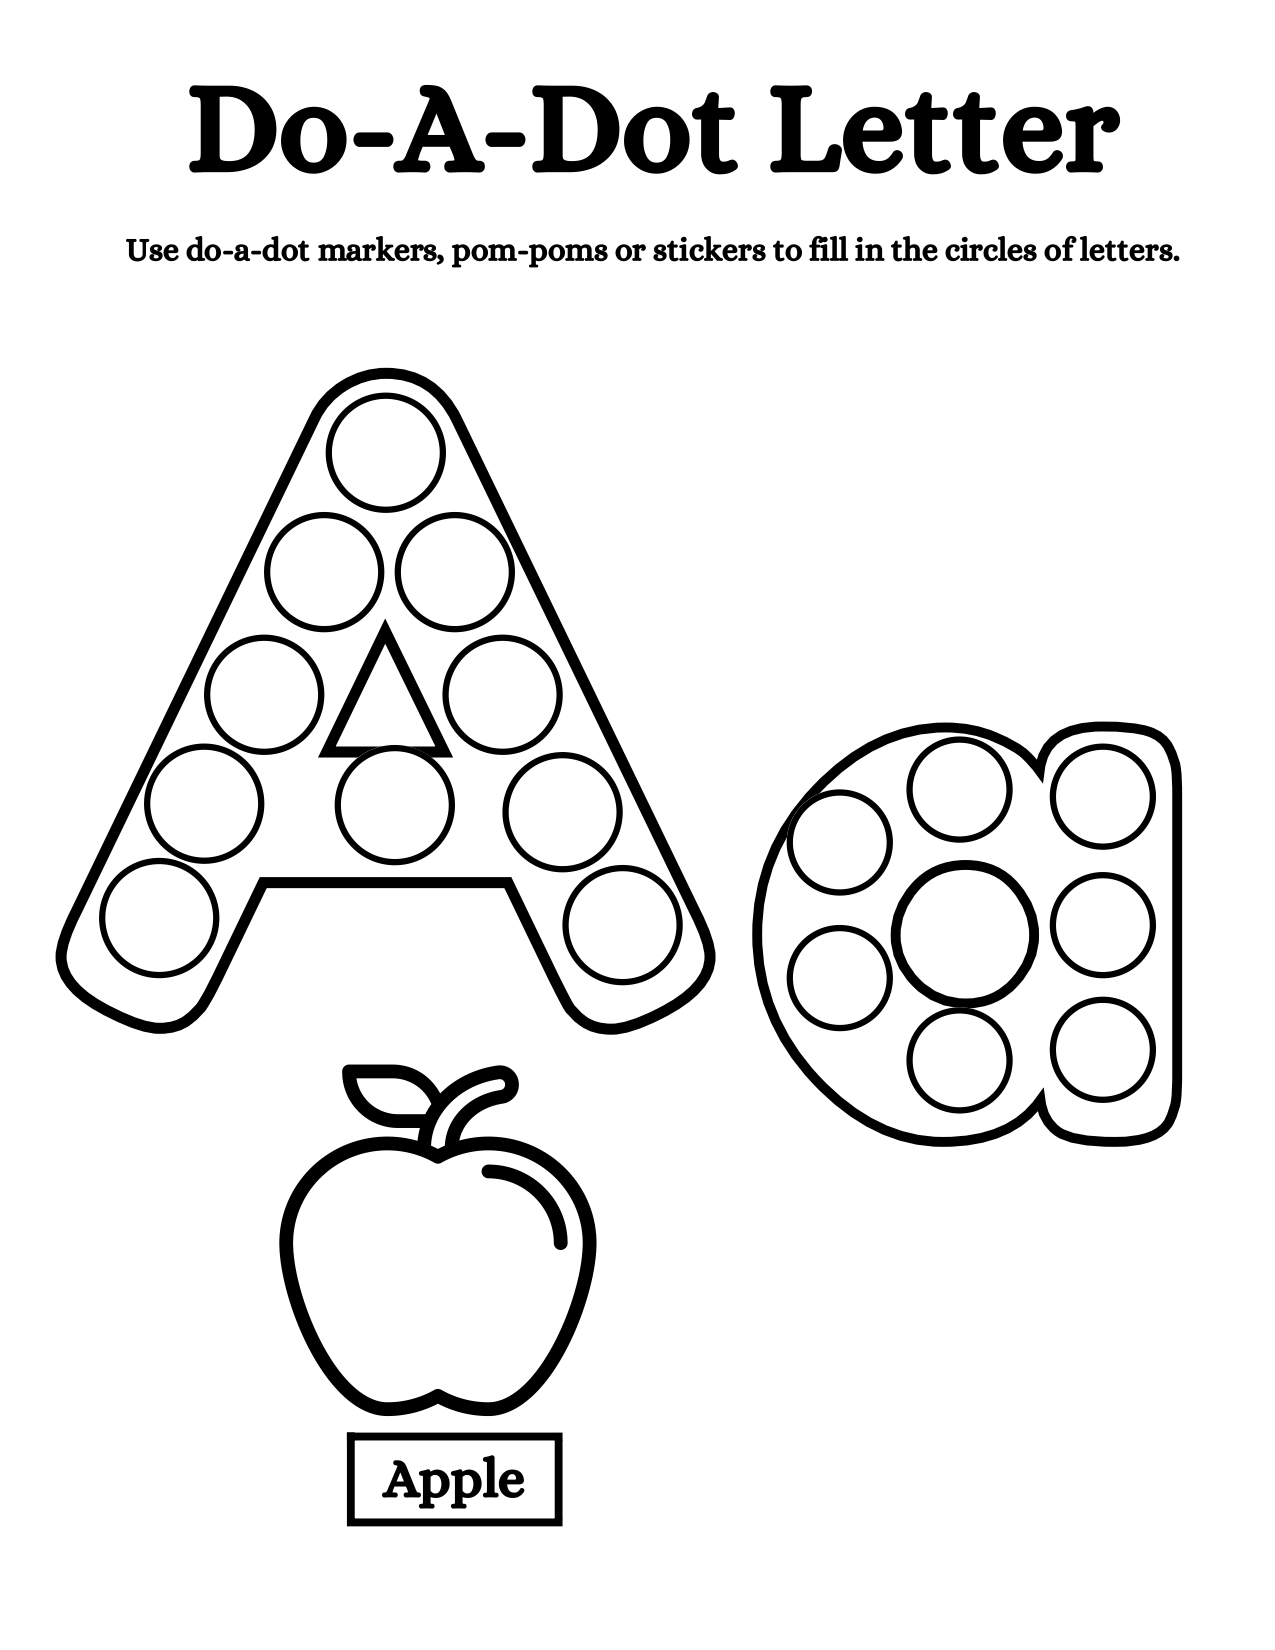 Do-A-Dot Letter
Use do-a-dot markers, pom-poms or stickers to fill in the circles of letters.
A
a
Apple